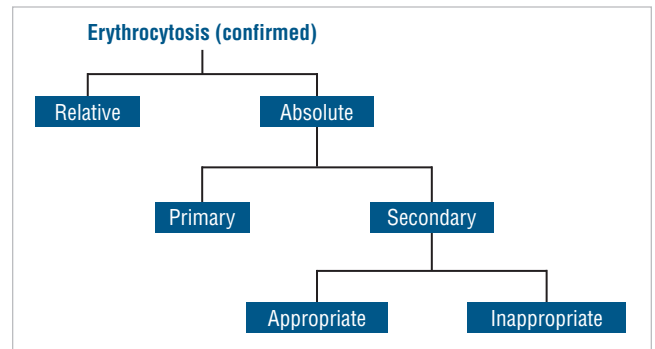 Erythrocytosis (confirmed)
Relative
Absolute
Primary
Secondary
Appropriate
Inappropriate